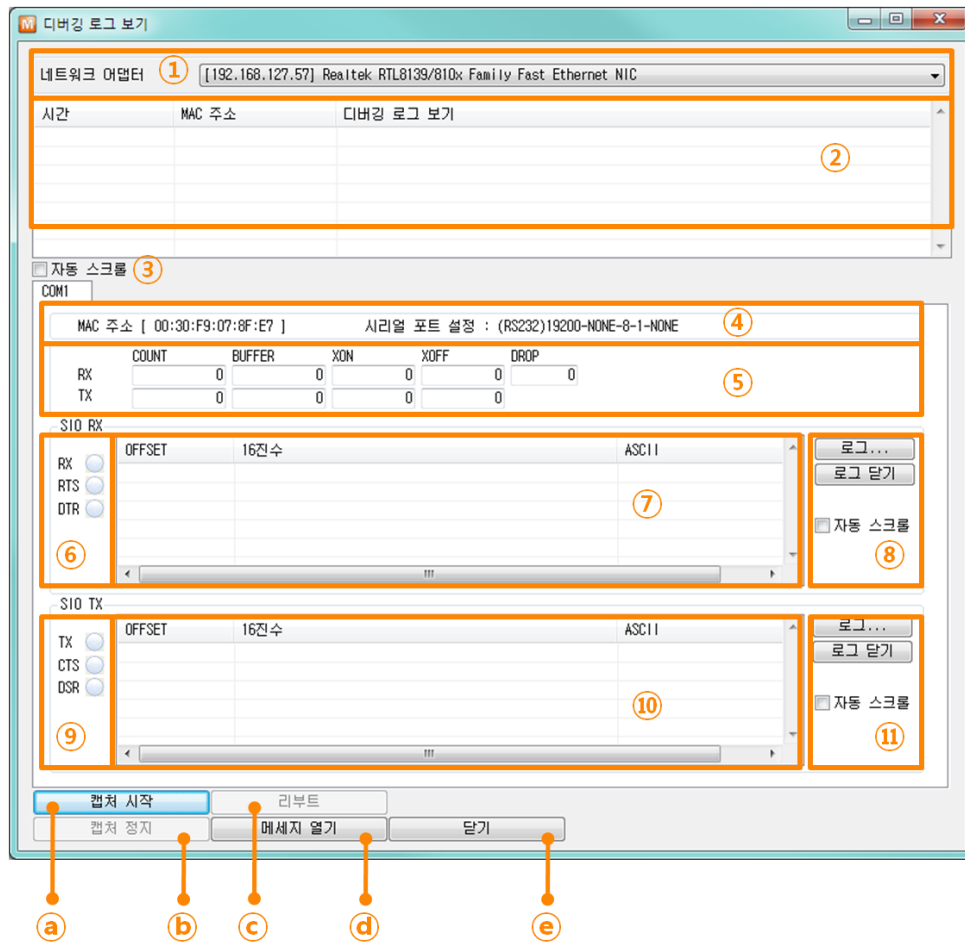 M 디버깅 로그 보기
네트워크 어댑터 ① [192.168.127.57] Realtek RTL8139/810x Family Fast Ethernet NIC
시간 MAC 주소 디버깅 로그 보기
②
자동 스크롤 ③
COM1
MAC 주소 [ 00:30:F9:07:8F:E7 ] 시리얼 포트 설정 : (RS232)19200-NONE-8-1-NONE ④
COUNT BUFFER XON XOFF DROP
RX 0 0 0 0 0
TX 0 0 0 0
⑤
SIO RX
RX
RTS
DTR
⑥
OFFSET 16진수 ASCII
⑦
로그...
로그 닫기
자동 스크롤
⑧
SIO TX
TX
CTS
DSR
⑨
OFFSET 16진수 ASCII
⑩
로그...
로그 닫기
자동 스크롤
⑪
캡처 시작 리부트
캡처 정지 메세지 열기 닫기
ⓐ ⓑ ⓒ ⓓ ⓔ